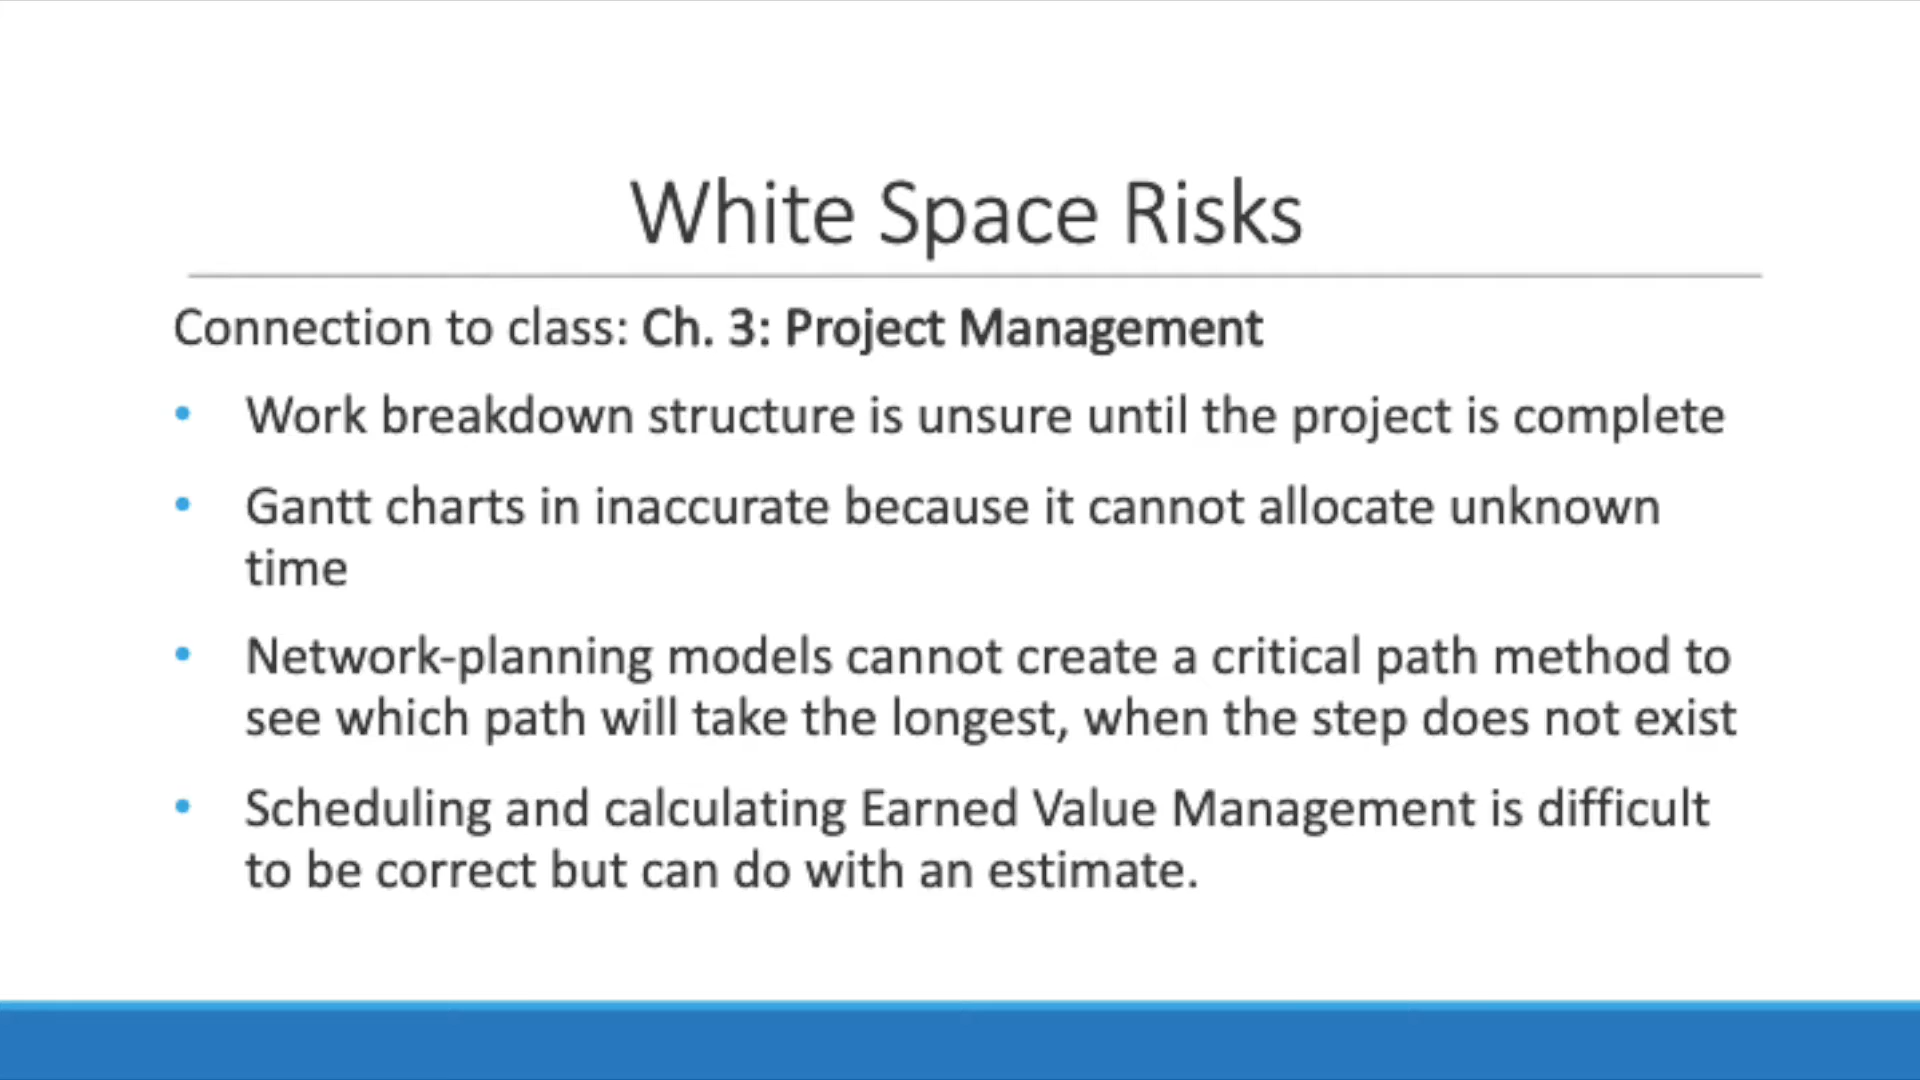 White Space Risks
Connection to class: Ch. 3: Project Management
• Work breakdown structure is unsure until the project is complete
• Gantt charts in inaccurate because it cannot allocate unknown
time
• Network-planning models cannot create a critical path method to
see which path will take the longest, when the step does not exist
• Scheduling and calculating Earned Value Management is difficult
to be correct but can do with an estimate.